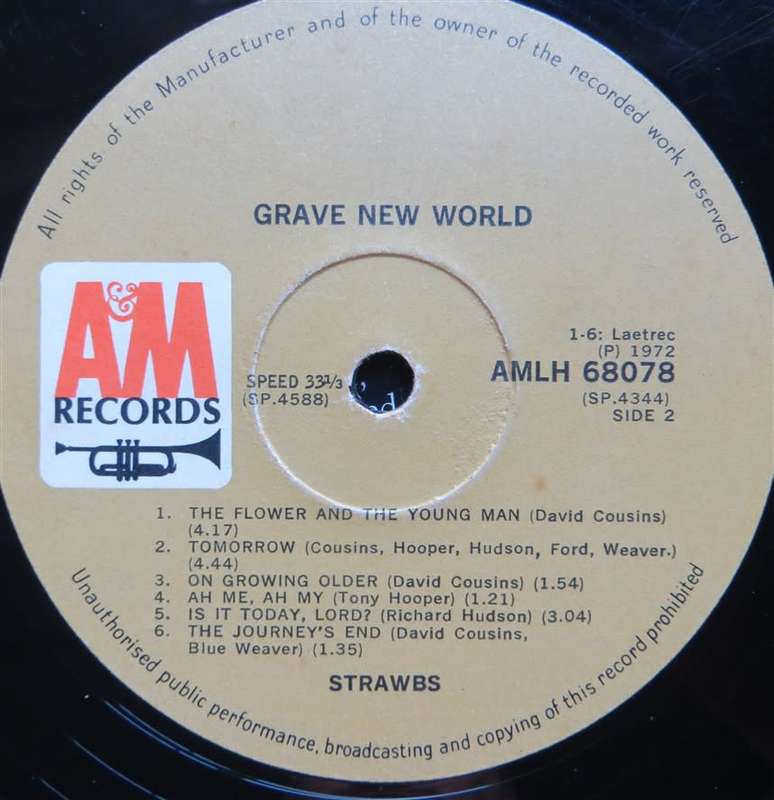 All rights of the Manufacturer and of the owner of the recorded work reserved
GRAVE NEW WORLD
A&M
RECORDS
SPEED 33 1/3
(SP.4588)
1-6: Laetrec
(P) 1972
AMLH 68078
(SP.4344)
SIDE 2
1. THE FLOWER AND THE YOUNG MAN (David Cousins)
(4.17)
2. TOMORROW (Cousins, Hooper, Hudson, Ford, Weaver.)
(4.44)
3. ON GROWING OLDER (David Cousins) (1.54)
4. AH ME, AH MY (Tony Hooper) (1.21)
5. IS IT TODAY, LORD? (Richard Hudson) (3.04)
6. THE JOURNEY'S END (David Cousins,
Blue Weaver) (1.35)
STRAWBS
Unauthorised public performance, broadcasting and copying of this record prohibited